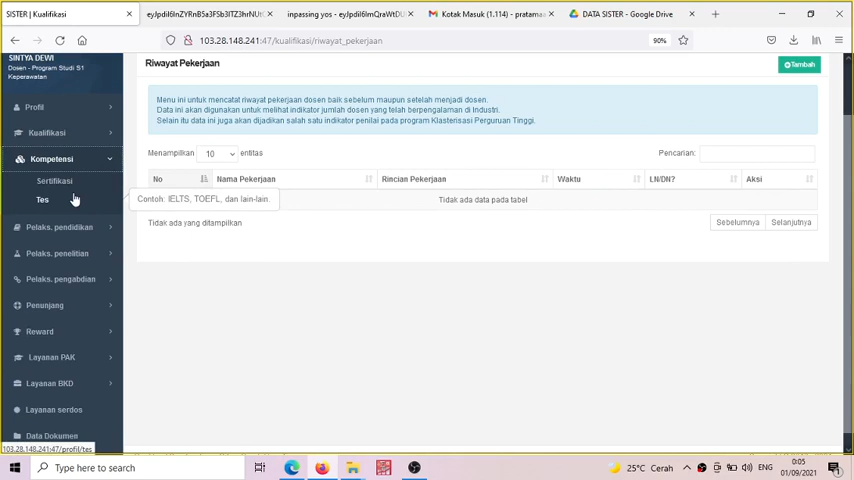 SISTER | Kualifikasi
eyJpdil6InZYRnB5a3FSb3lTZ3hrNUt
inpassing yos - eyJpdil6ImQraWtDU
Kotak Masuk (1.114) - pratama
DATA SISTER - Google Drive
103.28.148.241:47/kualifikasi/riwayat_pekerjaan
90%
SINTYA DEWI
Dosen - Program Studi S1
Keperawatan
Profil
Kualifikasi
Kompetensi
Sertifikasi
Tes
Pelaks. pendidikan
Pelaks. penelitian
Pelaks. pengabdian
Penunjang
Reward
Layanan PAK
Layanan BKD
Layanan serdos
Data Dokumen
103.28.148.241:47/profil/tes
Riwayat Pekerjaan
Tambah
Menu ini untuk mencatat riwayat pekerjaan dosen baik sebelum maupun setelah menjadi dosen.
Data ini akan digunakan untuk melihat indikator jumlah dosen yang telah berpengalaman di Industri.
Selain itu data ini juga akan dijadikan salah satu indikator penilai pada program Klasterisasi Perguruan Tinggi.
Menampilkan 10 entitas
Pencarian:
No Nama Pekerjaan Rincian Pekerjaan Waktu LN/DN? Aksi
Contoh: IELTS, TOEFL, dan lain-lain.
Tidak ada data pada tabel
Tidak ada yang ditampilkan
Sebelumnya Selanjutnya
Type here to search
25°C Cerah
ENG
0:05
01/09/2021